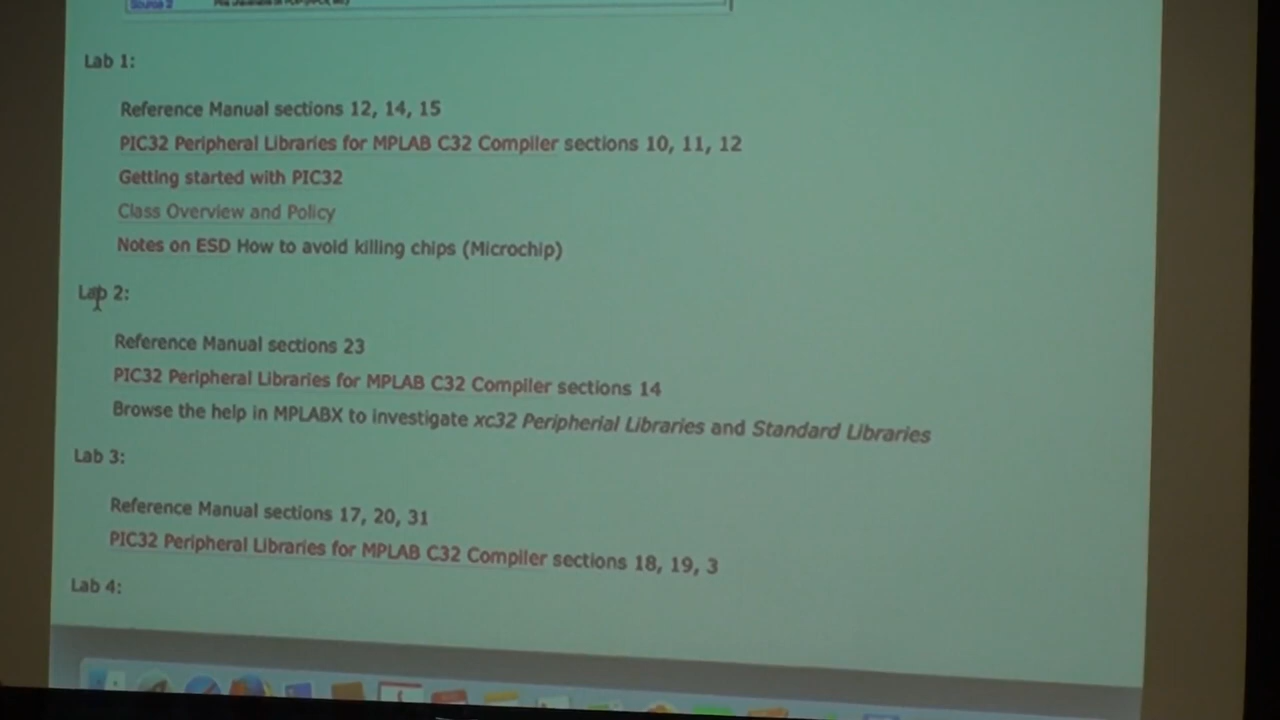 Source 2
Lab 1:
Reference Manual sections 12, 14, 15
PIC32 Peripheral Libraries for MPLAB C32 Compiler sections 10, 11, 12
Getting started with PIC32
Class Overview and Policy
Notes on ESD How to avoid killing chips (Microchip)
Lab 2:
Reference Manual sections 23
PIC32 Peripheral Libraries for MPLAB C32 Compiler sections 14
Browse the help in MPLABX to investigate xc32 Peripherial Libraries and Standard Libraries
Lab 3:
Reference Manual sections 17, 20, 31
PIC32 Peripheral Libraries for MPLAB C32 Compiler sections 18, 19, 3
Lab 4: